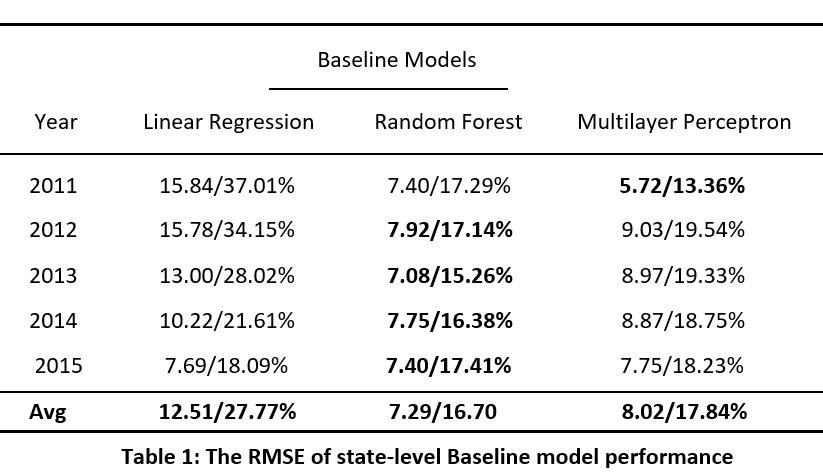 Baseline Models
Year Linear Regression Random Forest Multilayer Perceptron
2011 15.84/37.01% 7.40/17.29% 5.72/13.36%
2012 15.78/34.15% 7.92/17.14% 9.03/19.54%
2013 13.00/28.02% 7.08/15.26% 8.97/19.33%
2014 10.22/21.61% 7.75/16.38% 8.87/18.75%
2015 7.69/18.09% 7.40/17.41% 7.75/18.23%
Avg 12.51/27.77% 7.29/16.70 8.02/17.84%
Table 1: The RMSE of state-level Baseline model performance